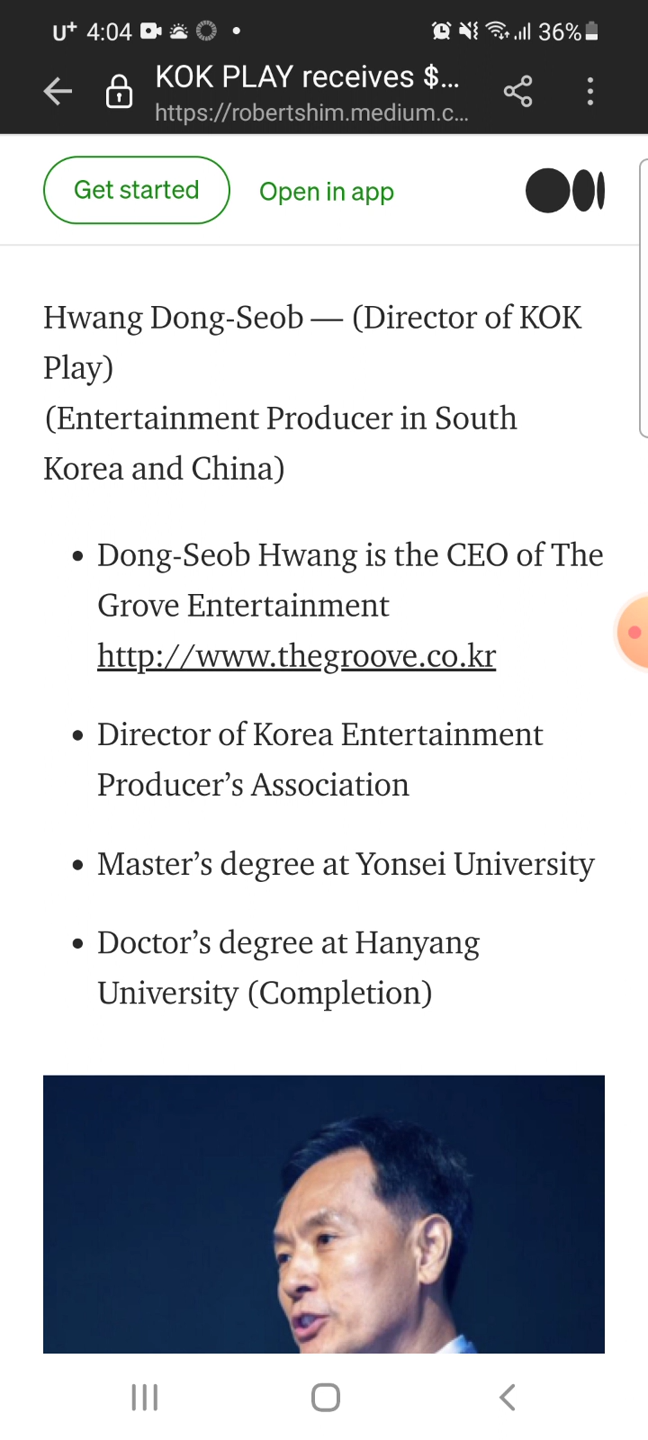 U+ 4:04 36%
KOK PLAY receives $...
https://robertshim.medium.c...
Get started Open in app
Hwang Dong-Seob — (Director of KOK
Play)
(Entertainment Producer in South
Korea and China)
• Dong-Seob Hwang is the CEO of The
Grove Entertainment
http://www.thegroove.co.kr
• Director of Korea Entertainment
Producer’s Association
• Master’s degree at Yonsei University
• Doctor’s degree at Hanyang
University (Completion)